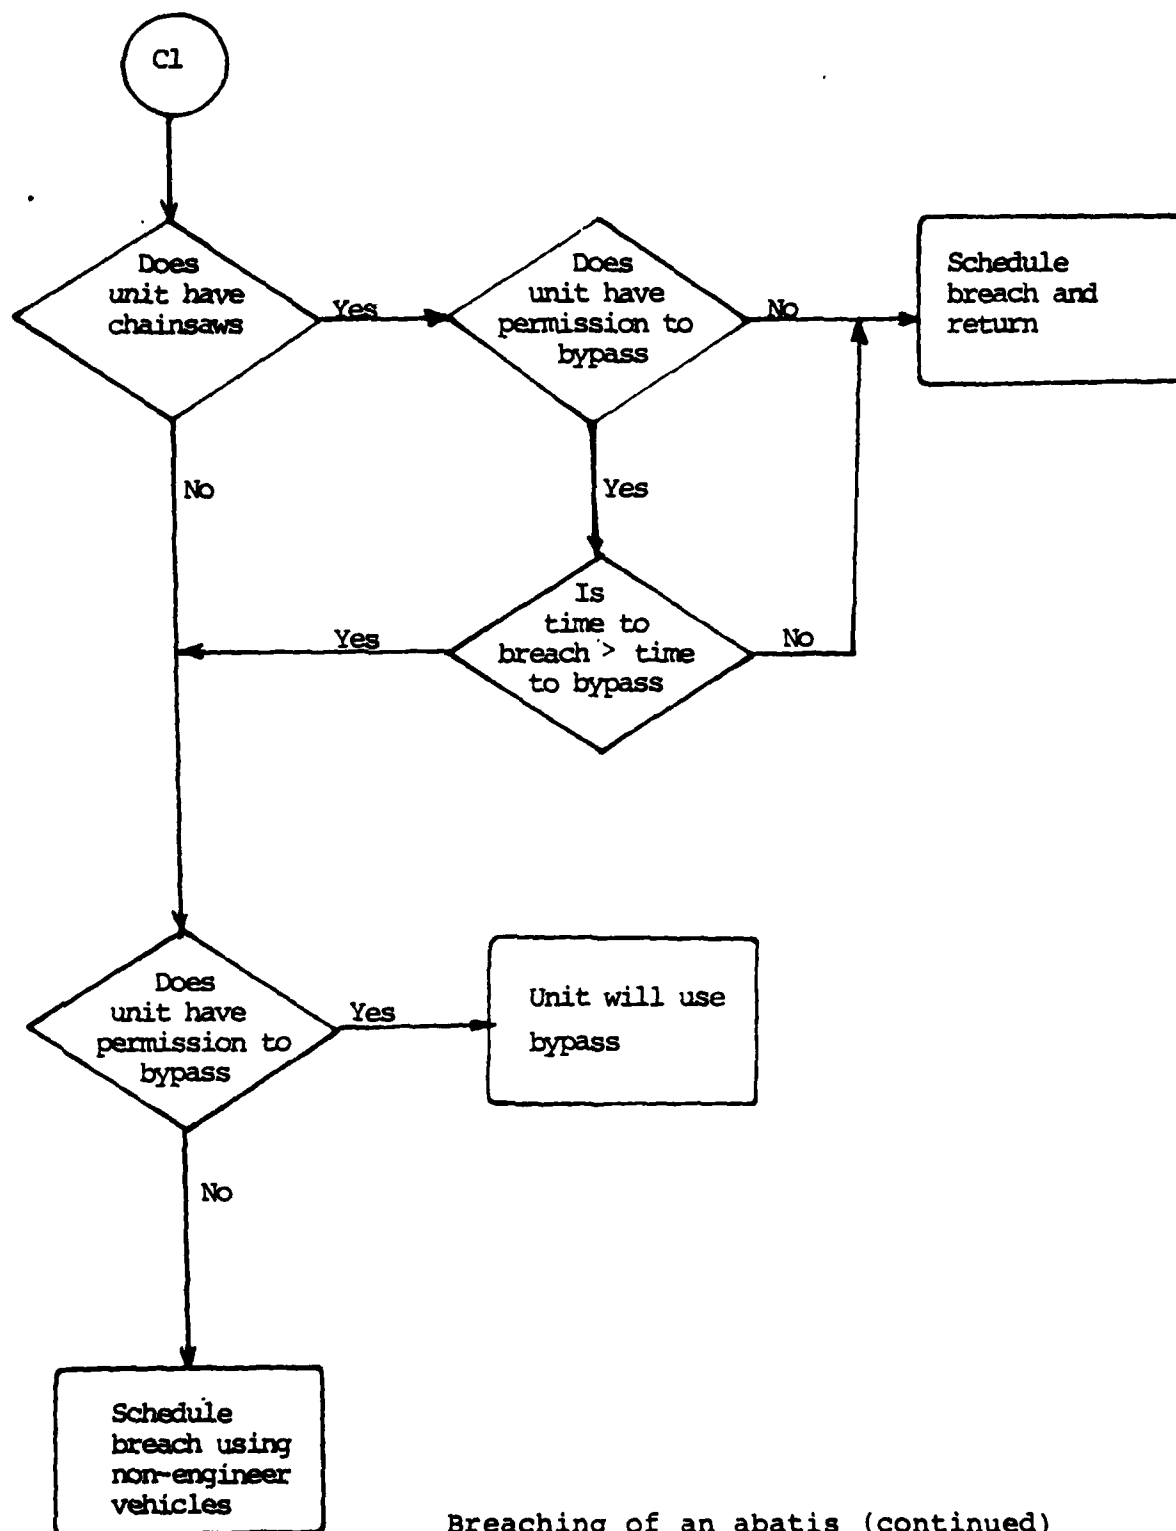 C1
Does
unit have
chainsaws
Yes
Does
unit have
permission to
bypass
No
Schedule
breach and
return
No
Yes
Is
time to
breach > time
to bypass
Yes
No
Does
unit have
permission to
bypass
Yes
Unit will use
bypass
No
Schedule
breach using
non-engineer
vehicles
Breaching of an abatis (continued)